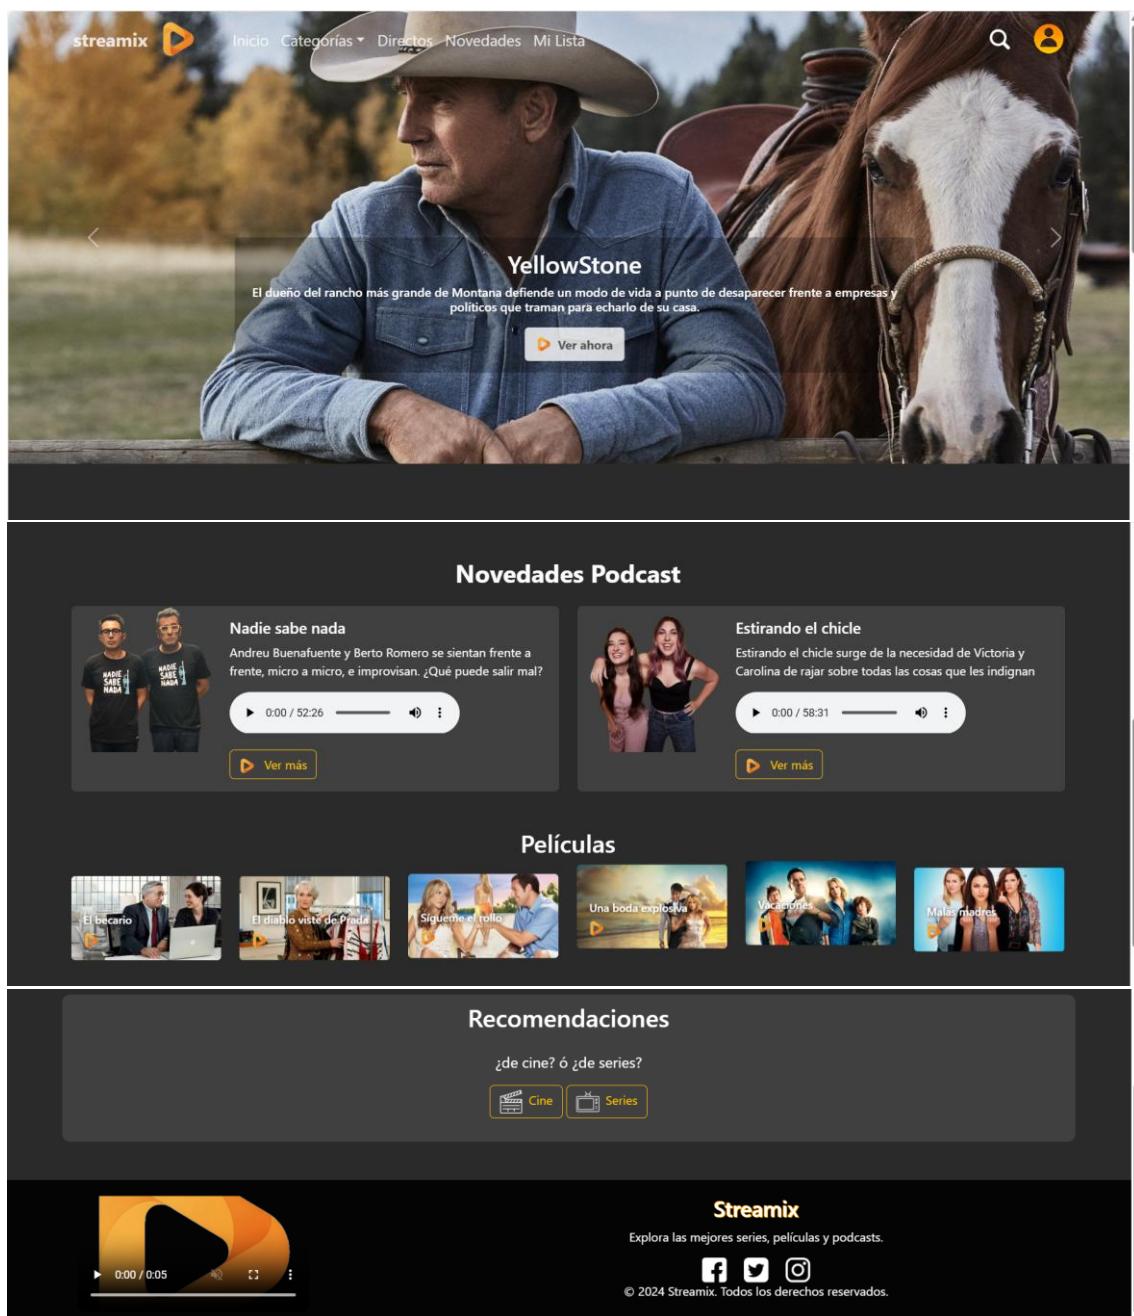 streamix
Inicio Categorías Directos Novedades Mi Lista
YellowStone
El dueño del rancho más grande de Montana defiende un modo de vida a punto de desaparecer frente a empresas y
políticos que traman para echarlo de su casa.
Ver ahora
Novedades Podcast
Nadie sabe nada
Andreu Buenafuente y Berto Romero se sientan frente a
frente, micro a micro, e improvisan. ¿Qué puede salir mal?
NADIE
SABE
NADA
NADIE
SABE
NADA
0:00 / 52:26
Ver más
Estirando el chicle
Estirando el chicle surge de la necesidad de Victoria y
Carolina de rajar sobre todas las cosas que les indignan
0:00 / 58:31
Ver más
Películas
El becario
El diablo viste de Prada
Sígueme el rollo
Una boda explosiva
Vacaciones
Malas madres
Recomendaciones
¿de cine? ó ¿de series?
Cine
Series
0:00 / 0:05
Streamix
Explora las mejores series, películas y podcasts.
© 2024 Streamix. Todos los derechos reservados.